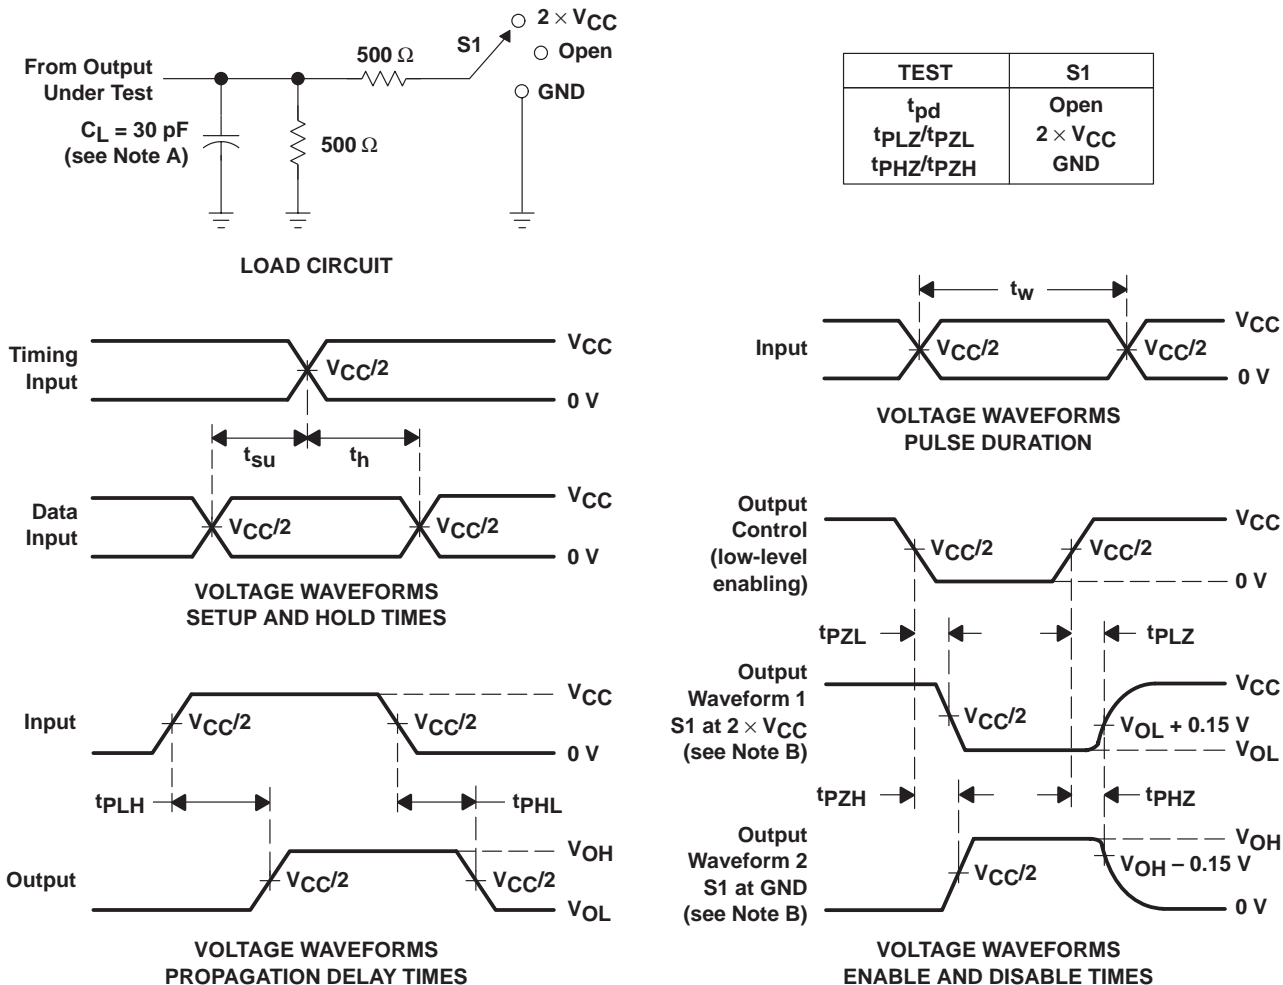 From Output
Under Test
500 Ω
S1
2 × VCC
Open
GND
CL = 30 pF
(see Note A)
500 Ω
LOAD CIRCUIT
TEST S1
tpd Open
tPLZ/tPZL 2 × VCC
tPHZ/tPZH GND
Timing
Input
VCC/2
VCC
0 V
tsu
th
Data
Input
VCC/2
VCC/2
VCC
0 V
VOLTAGE WAVEFORMS
SETUP AND HOLD TIMES
tw
Input
VCC/2
VCC/2
VCC
0 V
VOLTAGE WAVEFORMS
PULSE DURATION
Input
VCC/2
VCC/2
VCC
0 V
tPLH
tPHL
Output
VCC/2
VCC/2
VOH
VOL
VOLTAGE WAVEFORMS
PROPAGATION DELAY TIMES
Output
Control
(low-level
enabling)
VCC/2
VCC/2
VCC
0 V
tPZL
tPLZ
Output
Waveform 1
S1 at 2 × VCC
(see Note B)
VCC/2
VCC
VOL + 0.15 V
VOL
tPZH
tPHZ
Output
Waveform 2
S1 at GND
(see Note B)
VCC/2
VOH
VOH – 0.15 V
0 V
VOLTAGE WAVEFORMS
ENABLE AND DISABLE TIMES